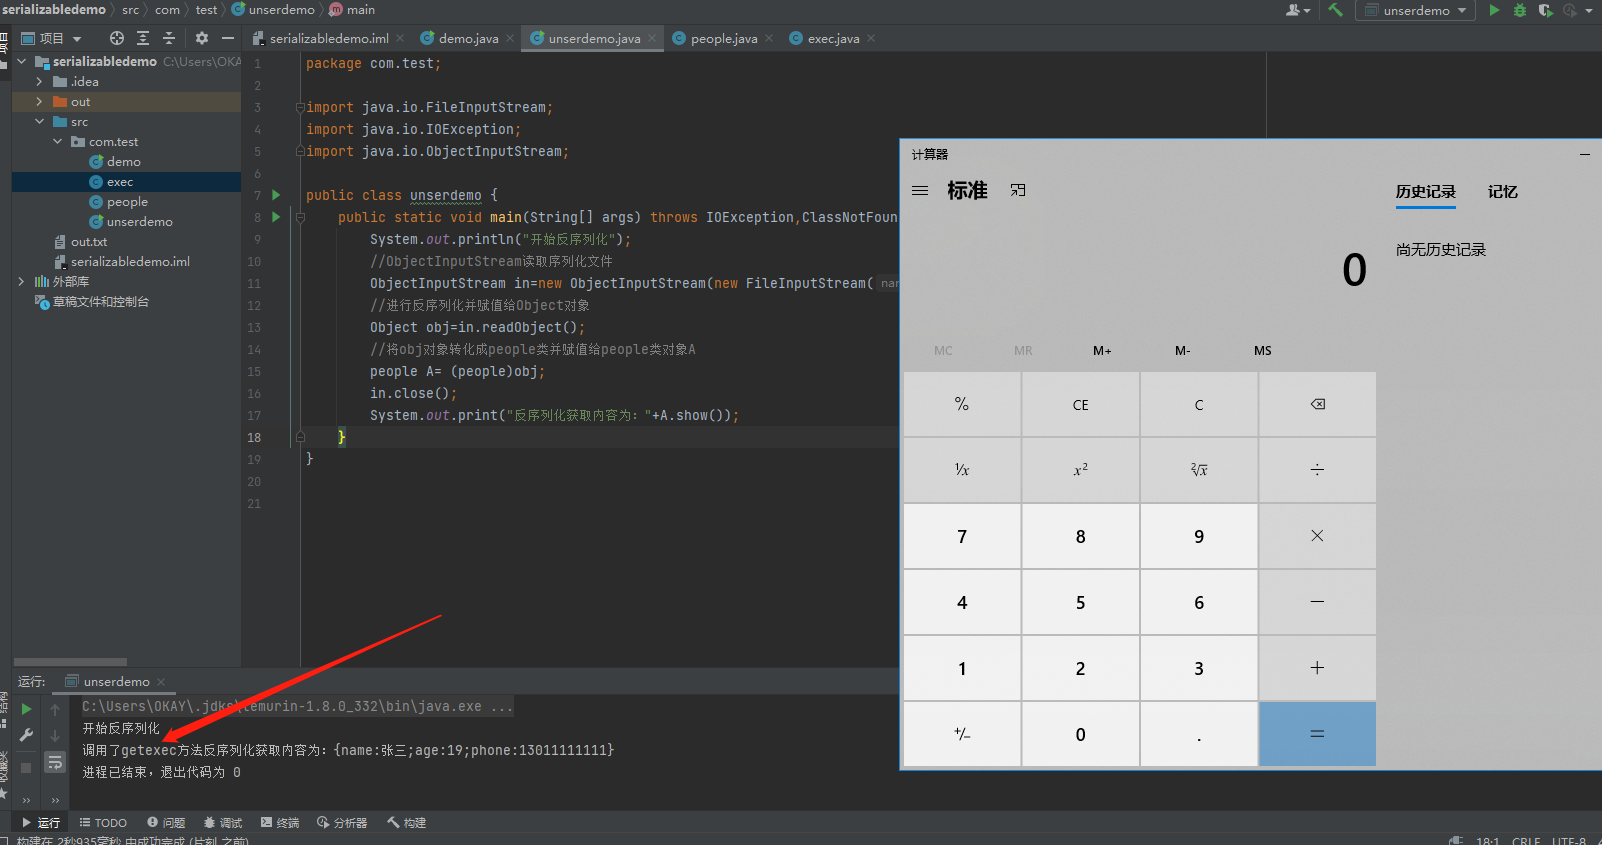 serializabledemo src com test unserdemo main
unserdemo
项目
serializabledemo.iml demo.java unserdemo.java people.java exec.java
serializabledemo C:\Users\OKA
.idea
out
src
com.test
demo
exec
people
unserdemo
out.txt
serializabledemo.iml
外部库
草稿文件和控制台
1 package com.test;
2
3 import java.io.FileInputStream;
4 import java.io.IOException;
5 import java.io.ObjectInputStream;
6
7 public class unserdemo {
8 public static void main(String[] args) throws IOException,ClassNotFoun
9 System.out.println("开始反序列化");
10 //ObjectInputStream读取序列化文件
11 ObjectInputStream in=new ObjectInputStream(new FileInputStream( nam
12 //进行反序列化并赋值给Object对象
13 Object obj=in.readObject();
14 //将obj对象转化成people类并赋值给people类对象A
15 people A= (people)obj;
16 in.close();
17 System.out.print("反序列化获取内容为："+A.show());
18 }
19 }
20
21
计算器
标准
历史记录 记忆
尚无历史记录
0
MC MR M+ M- MS
% CE C
¹⁄x x² ²√x ÷
7 8 9 ×
4 5 6 −
1 2 3 +
+/− 0 . =
运行: unserdemo
C:\Users\OKAY\.jdks\temurin-1.8.0_332\bin\java.exe ...
开始反序列化
调用了getexec方法反序列化获取内容为：{name:张三;age:19;phone:13011111111}
进程已结束，退出代码为 0
运行 TODO 问题 调试 终端 分析器 构建
构建在 2秒935毫秒 中成功完成 (片刻 之前)
18:1 CRLF UTF-8